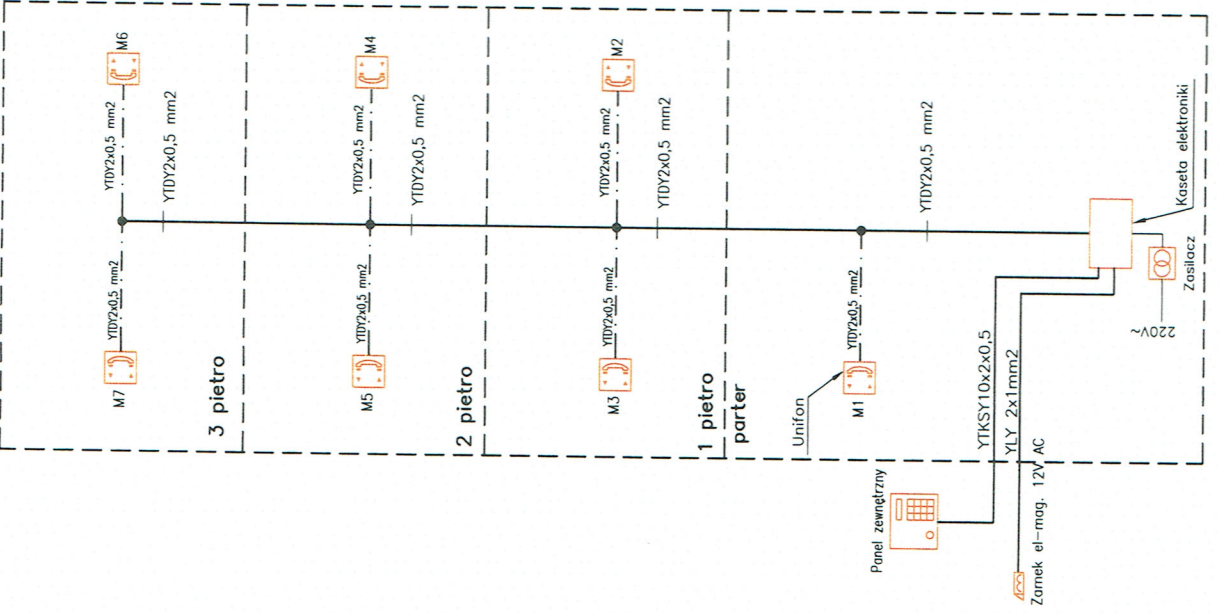 M6
YTDY2x0,5 mm2
YTDY2x0,5 mm2
YTDY2x0,5 mm2
M7
3 pietro
M4
YTDY2x0,5 mm2
YTDY2x0,5 mm2
YTDY2x0,5 mm2
M5
2 pietro
M2
YTDY2x0,5 mm2
YTDY2x0,5 mm2
YTDY2x0,5 mm2
M3
1 pietro
parter
YTDY2x0,5 mm2
YTDY2x0,5 mm2
Unifon
M1
Kaseta elektroniki
Zasilacz
220V~
YTKSY10x2x0,5
YLY 2x1mm2
Panel zewnętrzny
Zamek el-mag. 12V AC